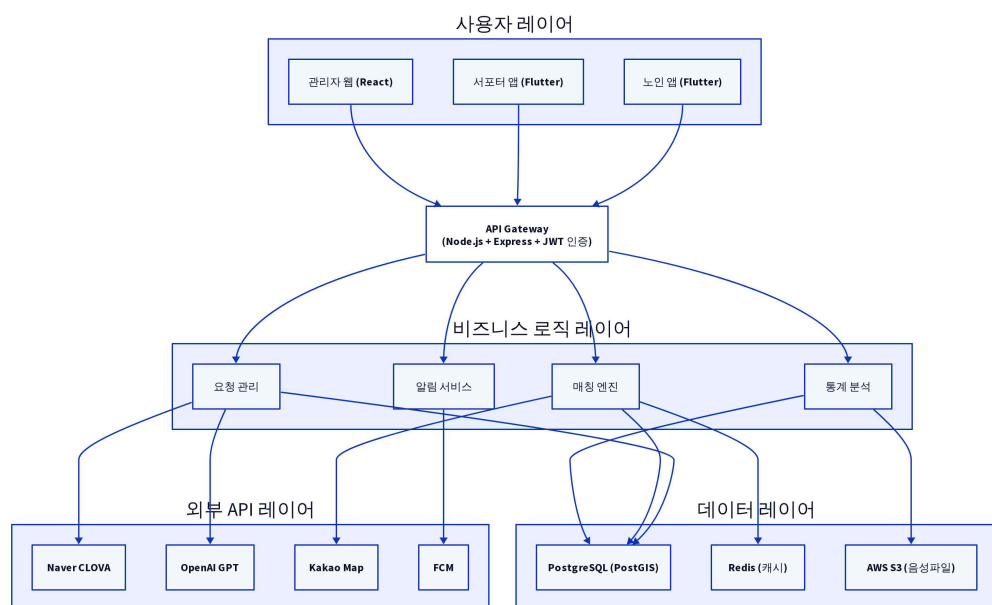 사용자 레이어
관리자 웹 (React)
서포터 앱 (Flutter)
노인 앱 (Flutter)
API Gateway
(Node.js + Express + JWT 인증)
비즈니스 로직 레이어
요청 관리
알림 서비스
매칭 엔진
통계 분석
외부 API 레이어
데이터 레이어
Naver CLOVA
OpenAI GPT
Kakao Map
FCM
PostgreSQL (PostGIS)
Redis (캐시)
AWS S3 (음성파일)